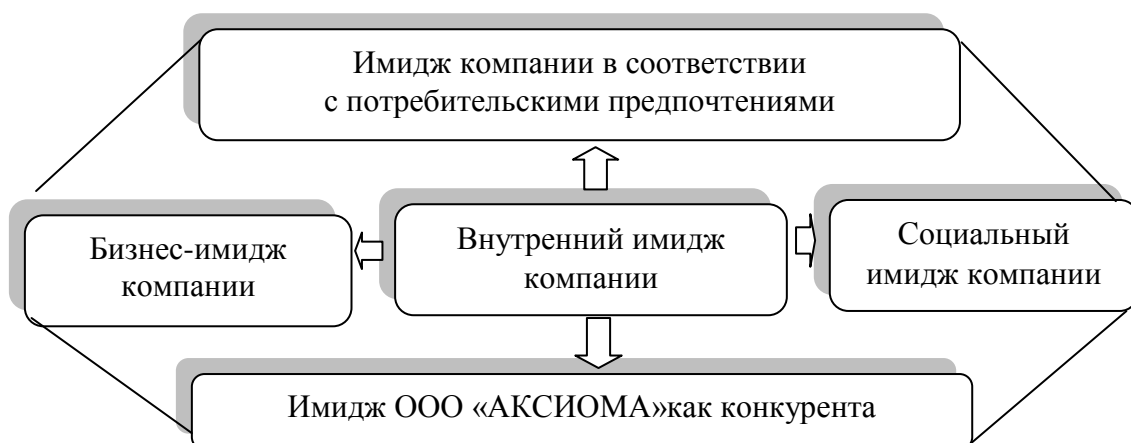 Имидж компании в соответствии
с потребительскими предпочтениями
Бизнес-имидж
компании
Внутренний имидж
компании
Социальный
имидж компании
Имидж ООО «АКСИОМА»как конкурента